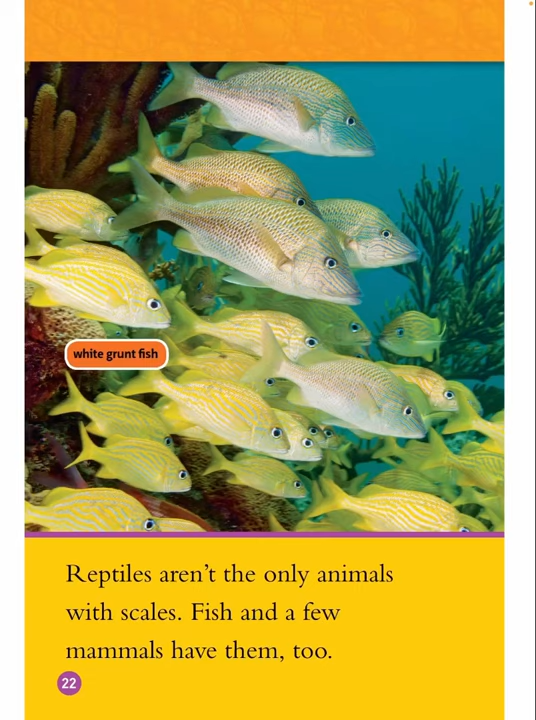 white grunt fish
Reptiles aren’t the only animals
with scales. Fish and a few
mammals have them, too.
22